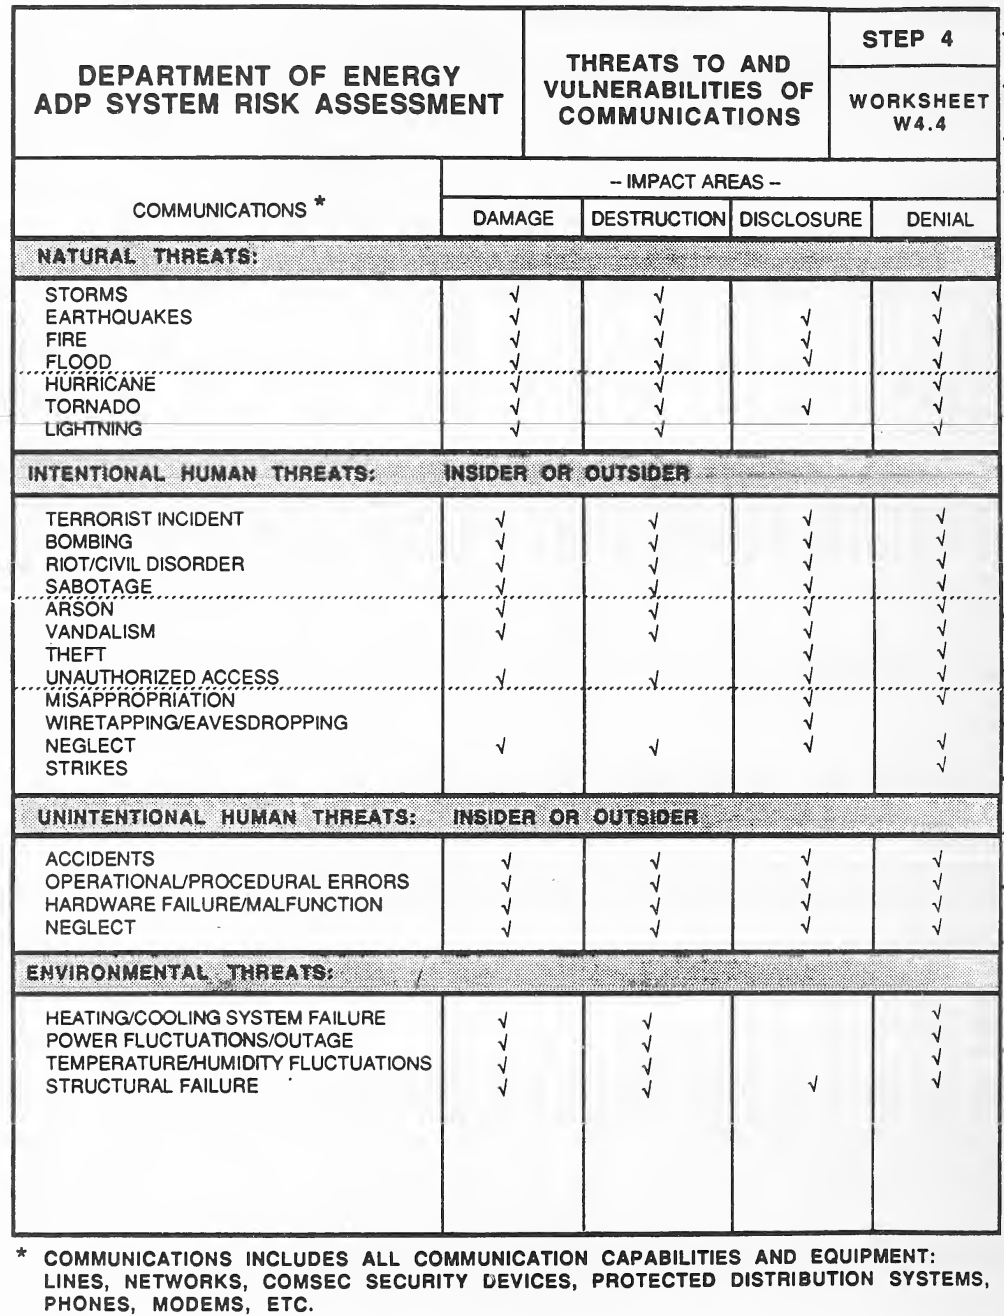 DEPARTMENT OF ENERGY
ADP SYSTEM RISK ASSESSMENT
THREATS TO AND
VULNERABILITIES OF
COMMUNICATIONS
STEP 4
WORKSHEET
W4.4
COMMUNICATIONS *
-- IMPACT AREAS --
DAMAGE DESTRUCTION DISCLOSURE DENIAL
NATURAL THREATS:
STORMS √ √ √
EARTHQUAKES √ √ √ √
FIRE √ √ √ √
FLOOD √ √ √ √
HURRICANE √ √ √
TORNADO √ √ √ √
LIGHTNING √ √ √
INTENTIONAL HUMAN THREATS: INSIDER OR OUTSIDER
TERRORIST INCIDENT √ √ √ √
BOMBING √ √ √ √
RIOT/CIVIL DISORDER √ √ √ √
SABOTAGE √ √ √ √
ARSON √ √ √ √
VANDALISM √ √ √ √
THEFT √ √
UNAUTHORIZED ACCESS √ √ √ √
MISAPPROPRIATION √ √
WIRETAPPING/EAVESDROPPING √
NEGLECT √ √ √ √
STRIKES √
UNINTENTIONAL HUMAN THREATS: INSIDER OR OUTSIDER
ACCIDENTS √ √ √ √
OPERATIONAL/PROCEDURAL ERRORS √ √ √ √
HARDWARE FAILURE/MALFUNCTION √ √ √ √
NEGLECT √ √ √ √
ENVIRONMENTAL THREATS:
HEATING/COOLING SYSTEM FAILURE √ √ √
POWER FLUCTUATIONS/OUTAGE √ √ √
TEMPERATURE/HUMIDITY FLUCTUATIONS √ √ √
STRUCTURAL FAILURE √ √ √ √
* COMMUNICATIONS INCLUDES ALL COMMUNICATION CAPABILITIES AND EQUIPMENT:
LINES, NETWORKS, COMSEC SECURITY DEVICES, PROTECTED DISTRIBUTION SYSTEMS,
PHONES, MODEMS, ETC.